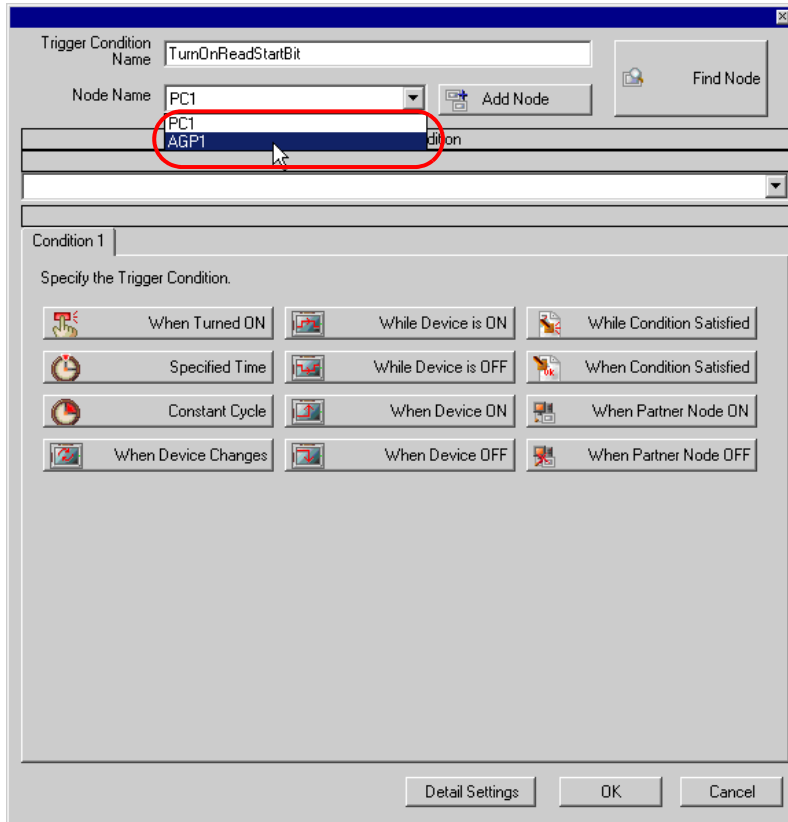 Trigger Condition Name TurnOnReadStartBit
Find Node
Node Name PC1 Add Node
PC1
AGP1 dition
Condition 1
Specify the Trigger Condition.
When Turned ON While Device is ON While Condition Satisfied
Specified Time While Device is OFF When Condition Satisfied
Constant Cycle When Device ON When Partner Node ON
When Device Changes When Device OFF When Partner Node OFF
Detail Settings OK Cancel